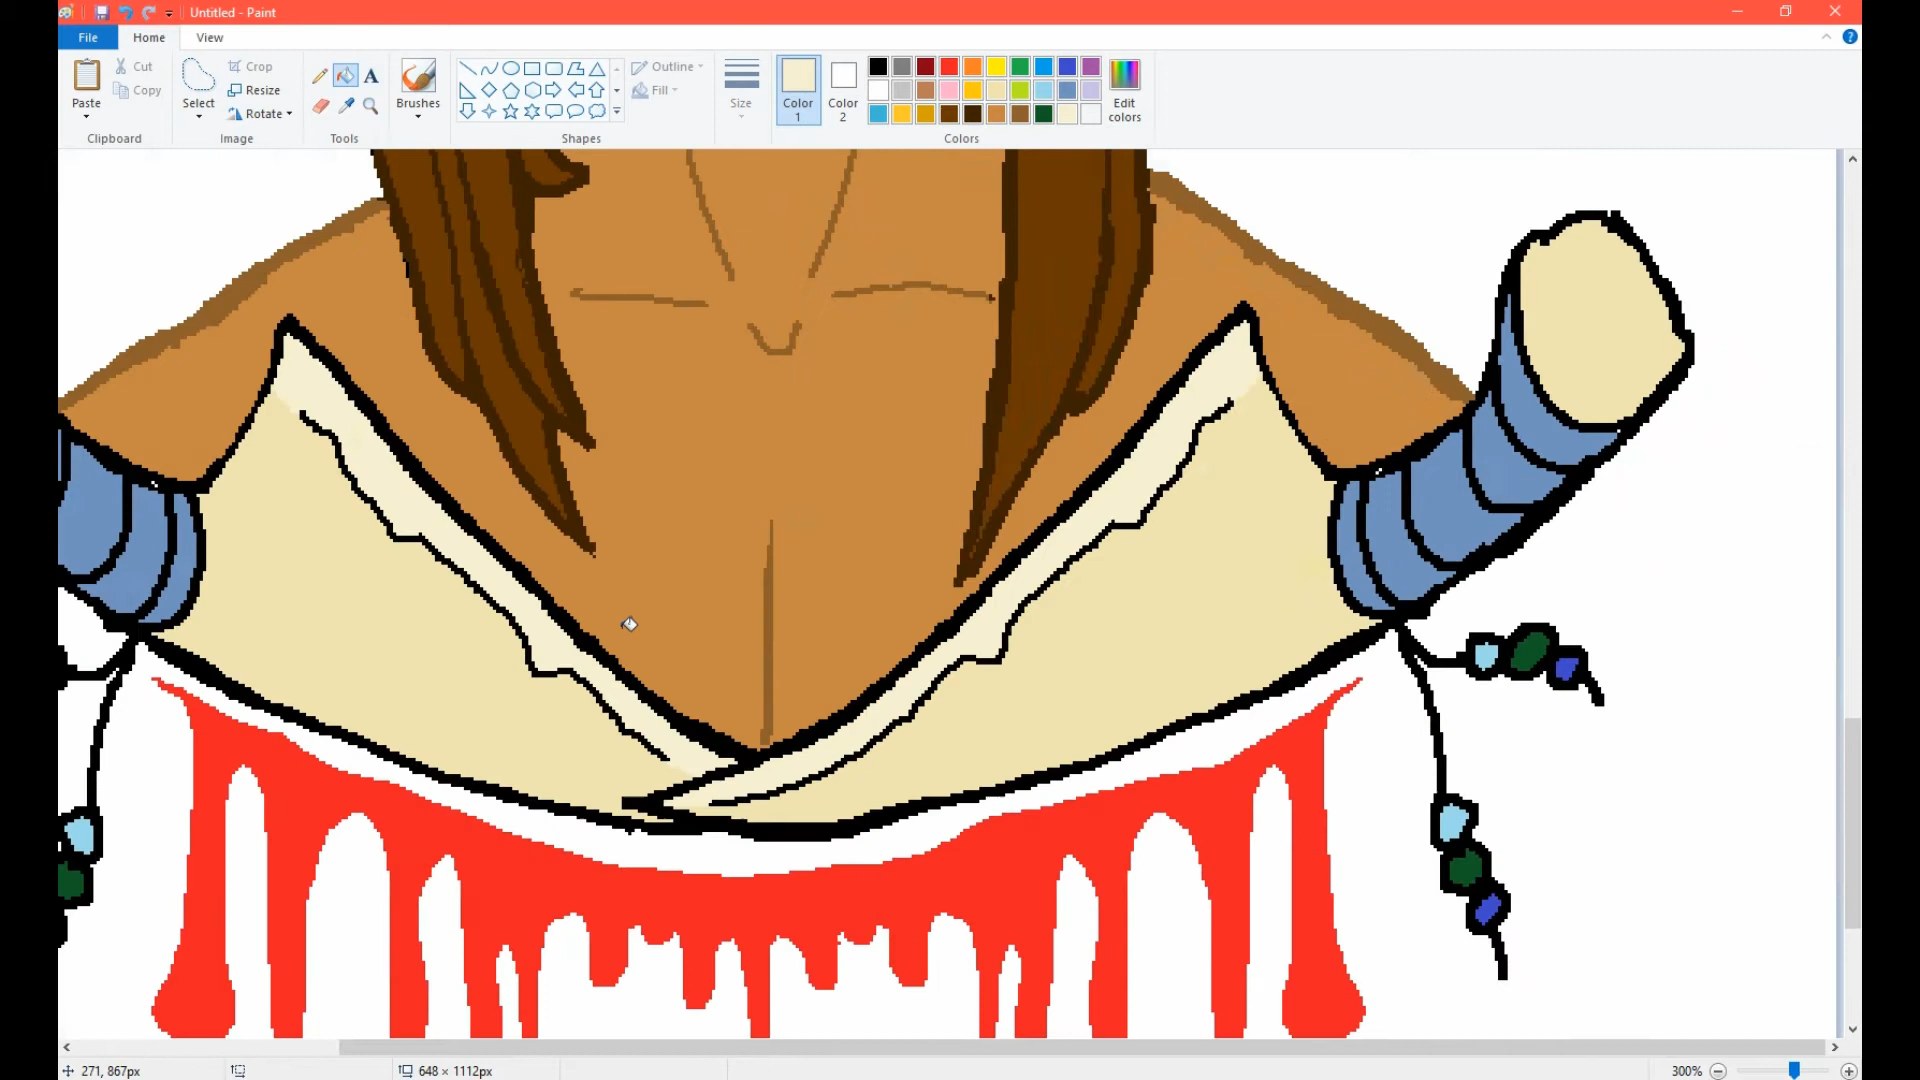 Untitled - Paint
File Home View
Cut
Copy
Paste
Clipboard
Crop
Resize
Rotate
Select
Image
A
Tools
Brushes
Shapes
Outline
Fill
Size
Color 1
Color 2
Edit colors
Colors
271, 867px
648 × 1112px
300%